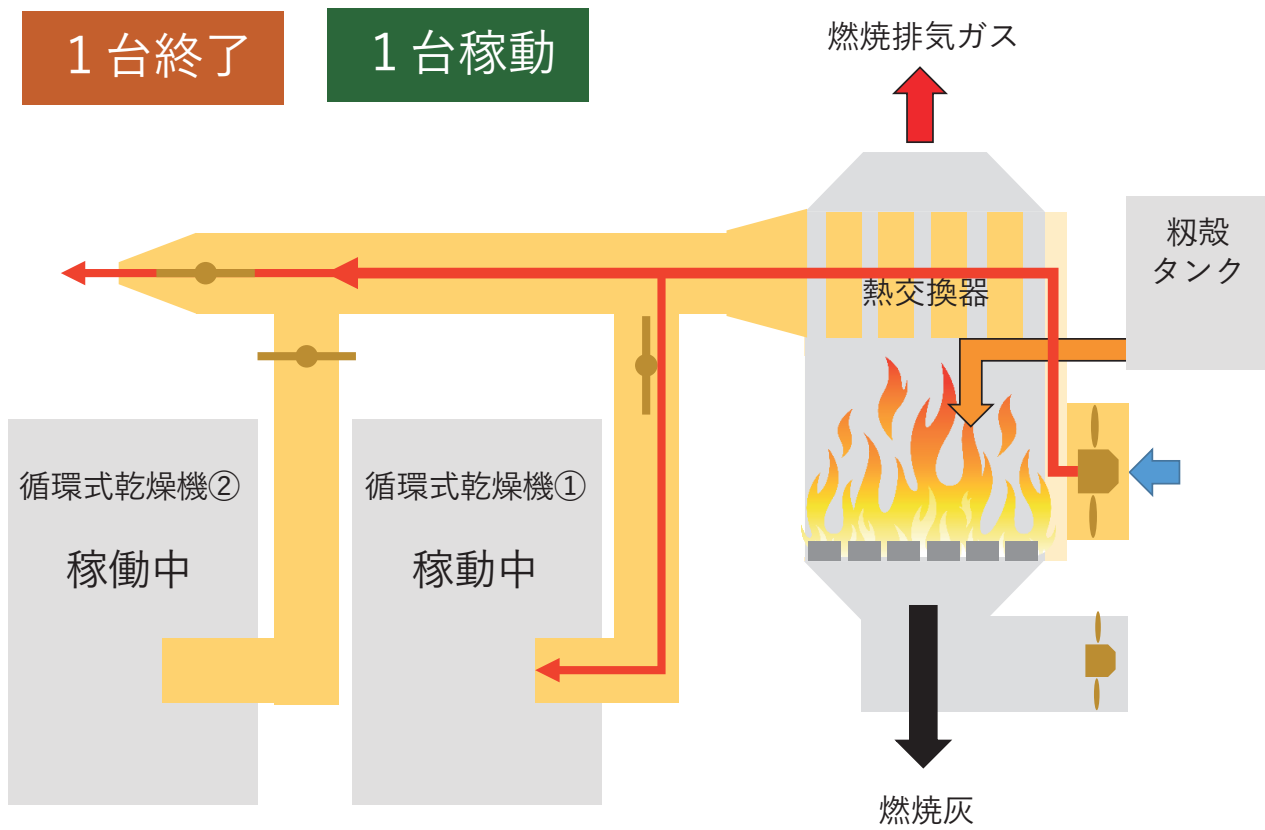 1台終了
1台稼動
燃焼排気ガス
籾殻
タンク
熱交換器
循環式乾燥機②
稼働中
循環式乾燥機①
稼動中
燃焼灰